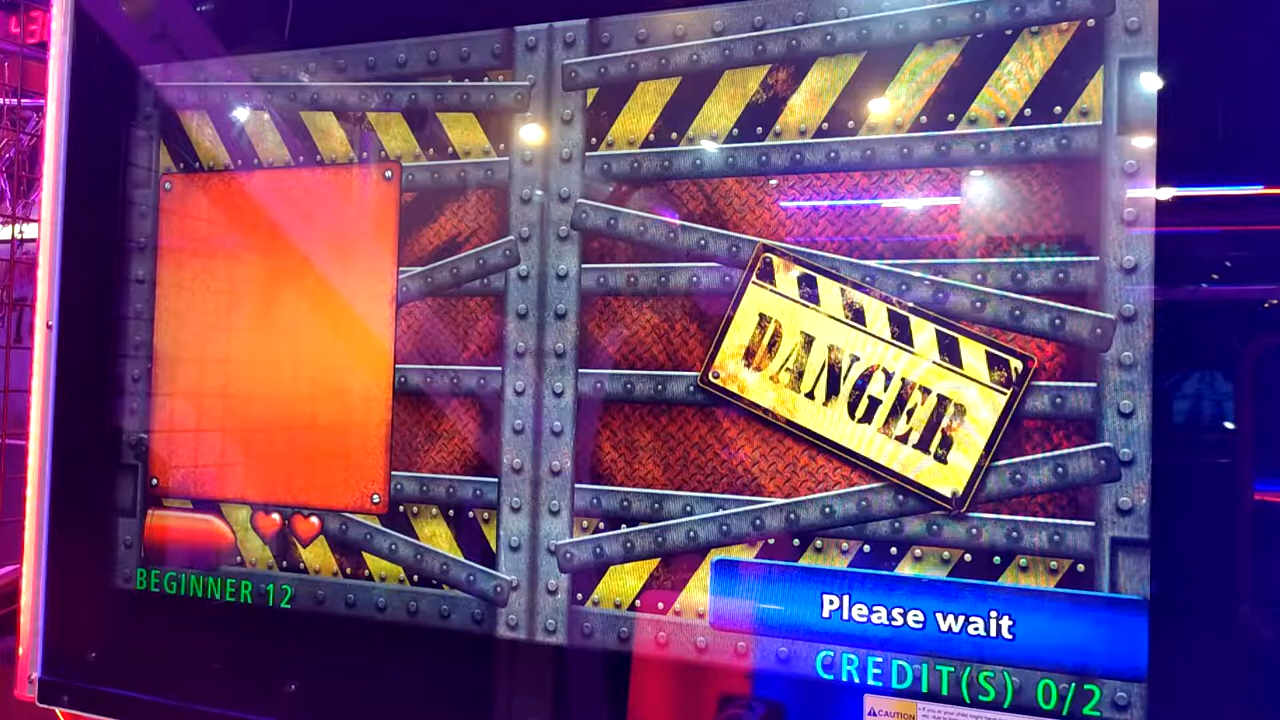 DANGER
BEGINNER 12
Please wait
CREDIT(S) 0/2
CAUTION